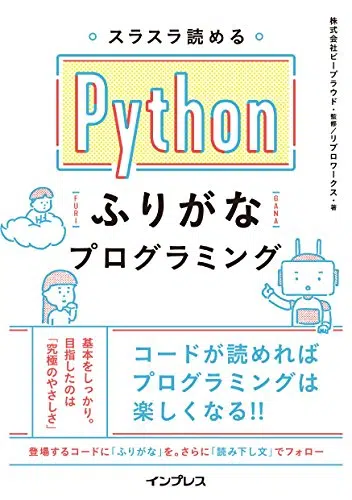 スラスラ読める
Python
FURI
GANA
ふりがな
プログラミング
株式会社ビープラウド・監修/リブロワークス・著
基本をしっかり。
目指したのは
「究極のやさしさ」
コードが読めれば
プログラミングは
楽しくなる!!
登場するコードに「ふりがな」を。さらに「読み下し文」でフォロー
インプレス